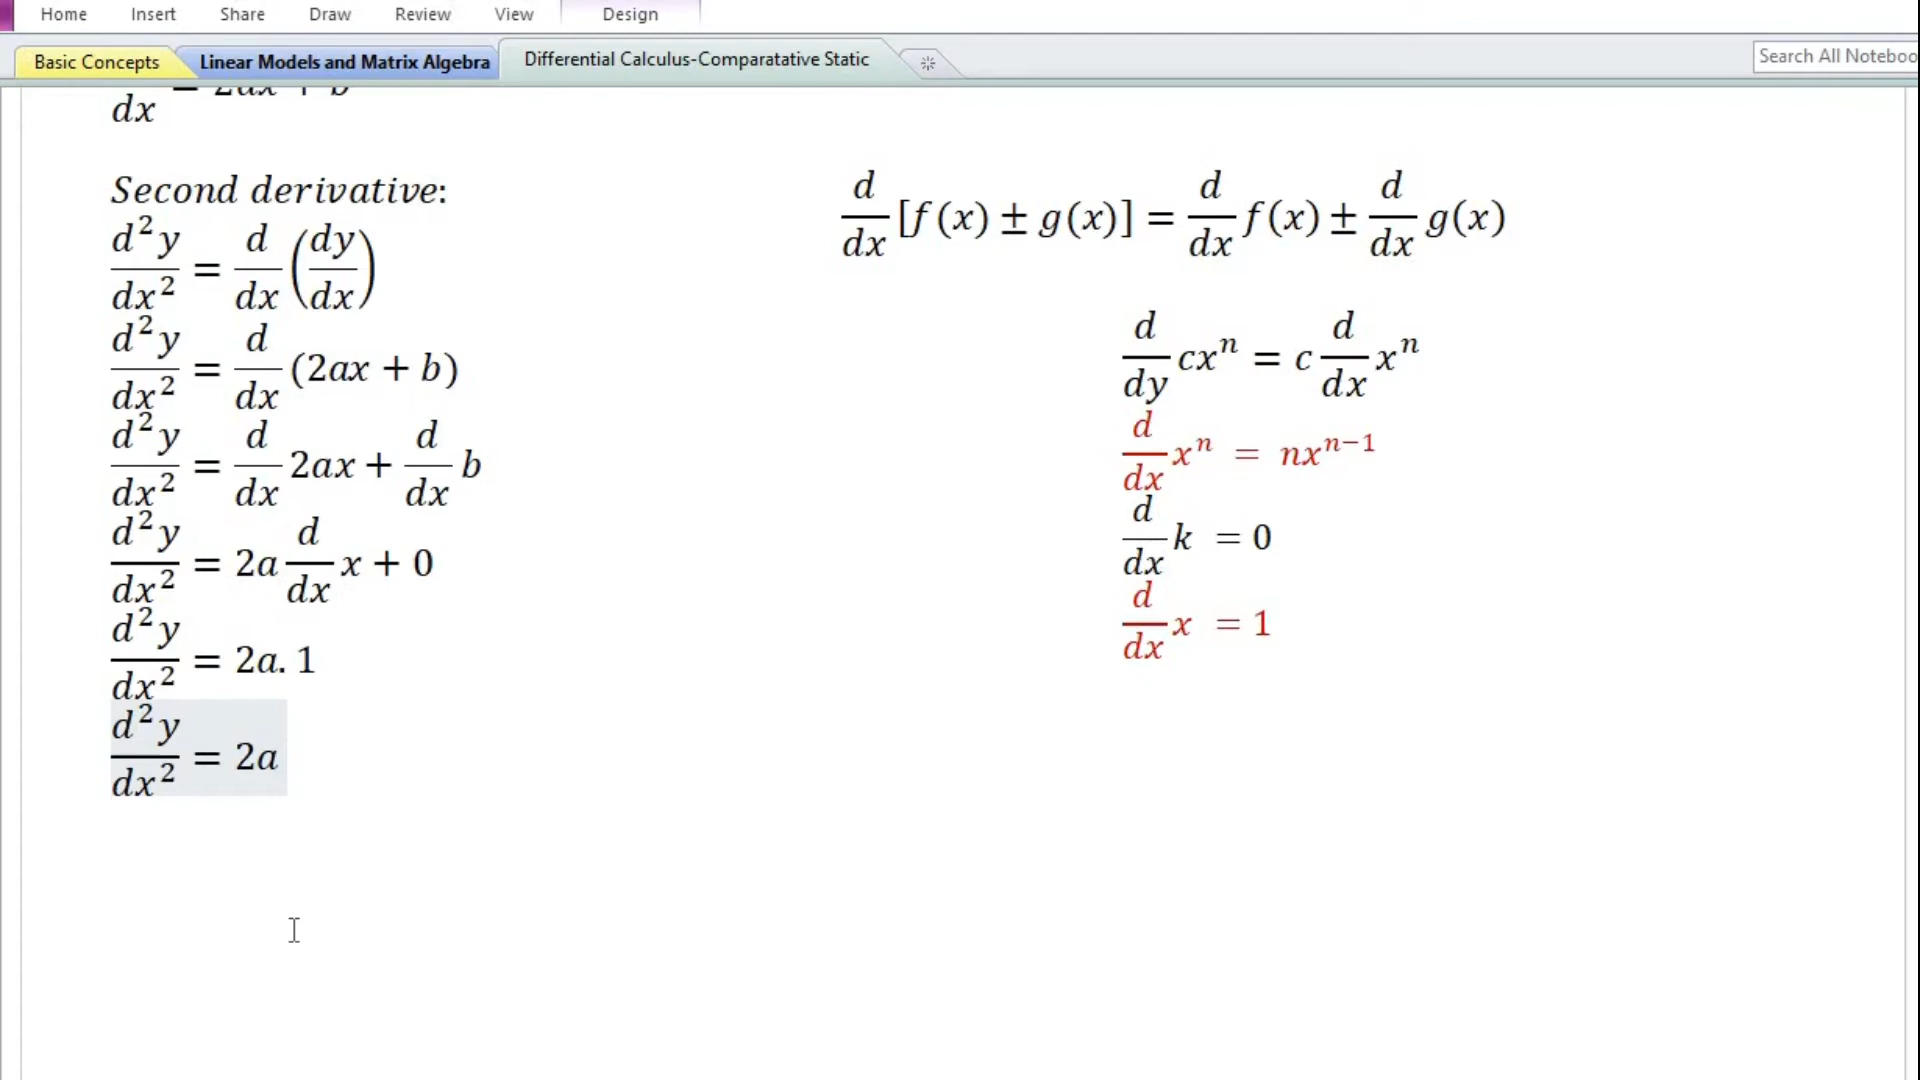 Home Insert Share Draw Review View Design
Basic Concepts Linear Models and Matrix Algebra Differential Calculus-Comparatative Static Search All Noteboo
dx = 2ax + b
Second derivative:
d²y/dx² = d/dx (dy/dx)
d²y/dx² = d/dx (2ax + b)
d²y/dx² = d/dx 2ax + d/dx b
d²y/dx² = 2a d/dx x + 0
d²y/dx² = 2a. 1
d²y/dx² = 2a
d/dx [f(x) ± g(x)] = d/dx f(x) ± d/dx g(x)
d/dy cxⁿ = c d/dx xⁿ
d/dx xⁿ = nxⁿ⁻¹
d/dx k = 0
d/dx x = 1